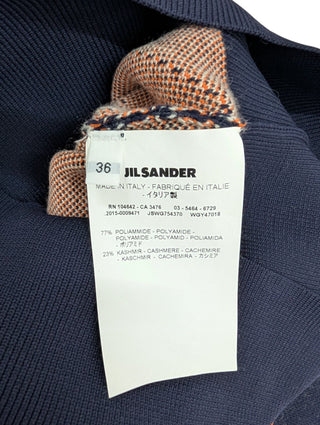 36
JILSANDER
MADE IN ITALY - FABRIQUÉ EN ITALIE
- イタリア製
RN 104642 - CA 3476 03 - 5464 - 6729
2015-0009471 JSWG754370 WGY47018
77% POLIAMMIDE - POLYAMIDE -
POLYAMIDE - POLYAMID - POLIAMIDA
- ポリアミド
23% KASHMIR - CASHMERE - CACHEMIRE
- KASCHMIR - CACHEMIRA - カシミア